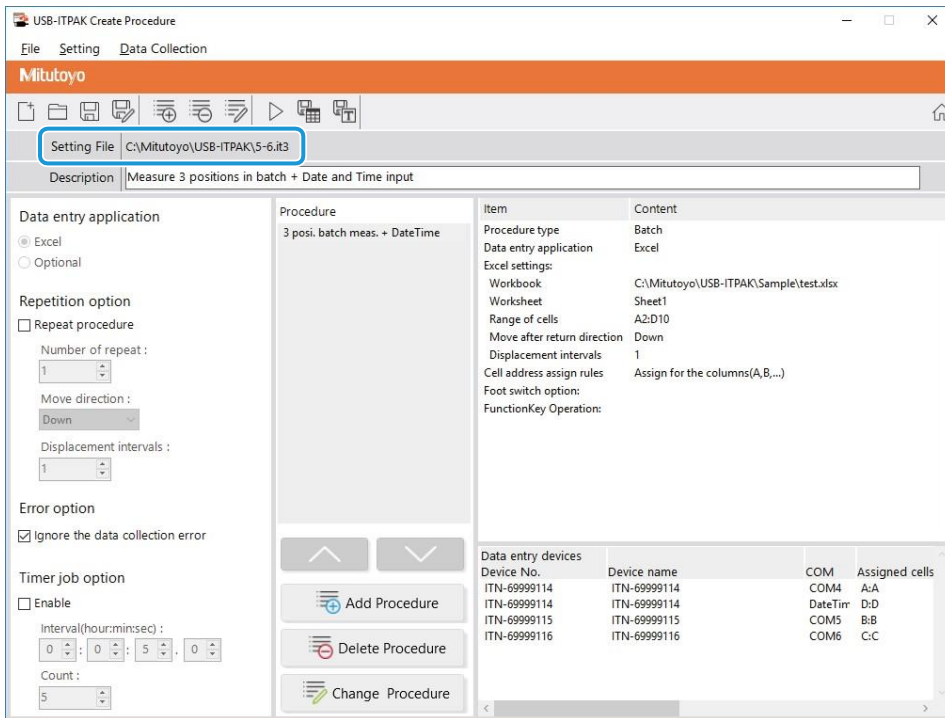 USB-ITPAK Create Procedure
File Setting Data Collection
Mitutoyo
Setting File C:\Mitutoyo\USB-ITPAK\5-6.it3
Description Measure 3 positions in batch + Date and Time input
Data entry application
Excel
Optional
Repetition option
Repeat procedure
Number of repeat :
1
Move direction :
Down
Displacement intervals :
1
Error option
Ignore the data collection error
Timer job option
Enable
Interval(hour:min:sec) :
0 : 0 : 5 . 0
Count :
5
Procedure
3 posi. batch meas. + DateTime
Add Procedure
Delete Procedure
Change Procedure
Item Content
Procedure type Batch
Data entry application Excel
Excel settings:
Workbook C:\Mitutoyo\USB-ITPAK\Sample\test.xlsx
Worksheet Sheet1
Range of cells A2:D10
Move after return direction Down
Displacement intervals 1
Cell address assign rules Assign for the columns(A,B,...)
Foot switch option:
FunctionKey Operation:
Data entry devices
Device No. Device name COM Assigned cells
ITN-69999114 ITN-69999114 COM4 A:A
ITN-69999114 ITN-69999114 DateTim D:D
ITN-69999115 ITN-69999115 COM5 B:B
ITN-69999116 ITN-69999116 COM6 C:C